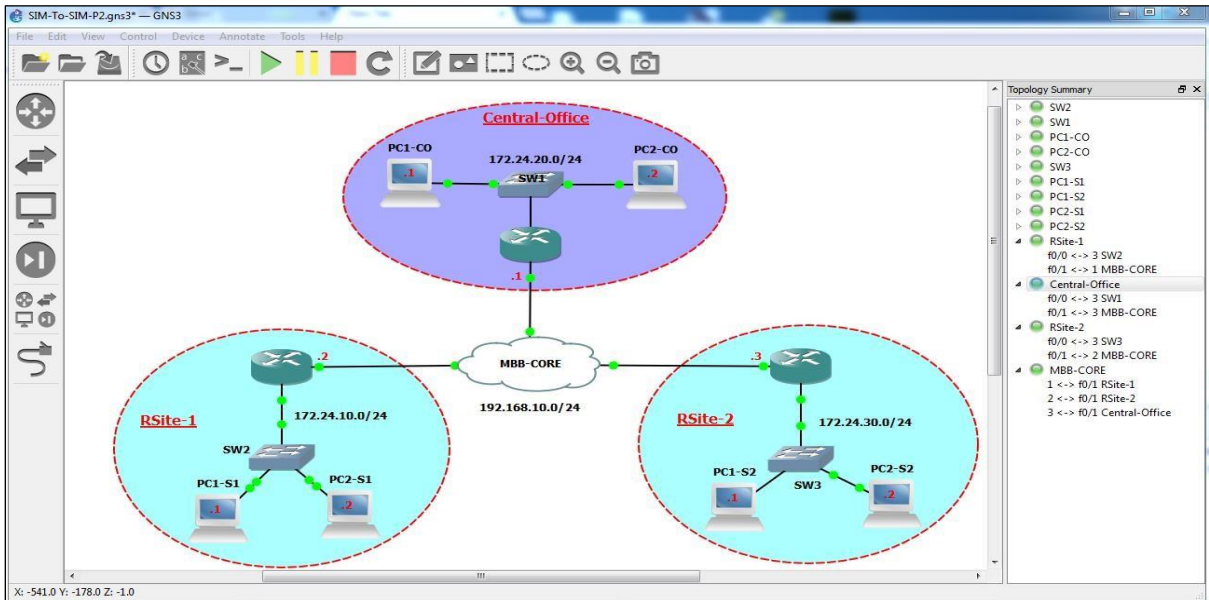 SIM-To-SIM-P2.gns3* — GNS3
File Edit View Control Device Annotate Tools Help
Central-Office
PC1-CO
PC2-CO
172.24.20.0/24
.1
SW1
.2
.1
.2
MBB-CORE
.3
192.168.10.0/24
RSite-1
172.24.10.0/24
SW2
PC1-S1
PC2-S1
.1
.2
RSite-2
172.24.30.0/24
PC1-S2
PC2-S2
SW3
.1
.2
Topology Summary
SW2
SW1
PC1-CO
PC2-CO
SW3
PC1-S1
PC1-S2
PC2-S1
PC2-S2
RSite-1
f0/0 <-> 3 SW2
f0/1 <-> 1 MBB-CORE
Central-Office
f0/0 <-> 3 SW1
f0/1 <-> 3 MBB-CORE
RSite-2
f0/0 <-> 3 SW3
f0/1 <-> 2 MBB-CORE
MBB-CORE
1 <-> f0/1 RSite-1
2 <-> f0/1 RSite-2
3 <-> f0/1 Central-Office
X: -541.0 Y: -178.0 Z: -1.0